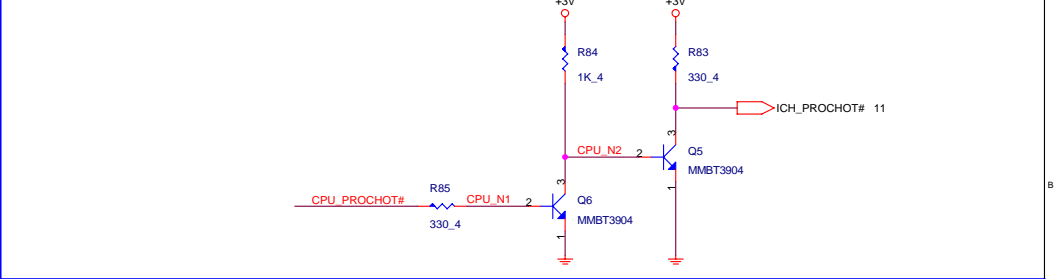 +3V
+3V
R84
1K_4
R83
330_4
ICH_PROCHOT# 11
3
CPU_N2
2
Q5
MMBT3904
1
CPU_PROCHOT#
R85
330_4
CPU_N1
2
3
Q6
MMBT3904
1
B